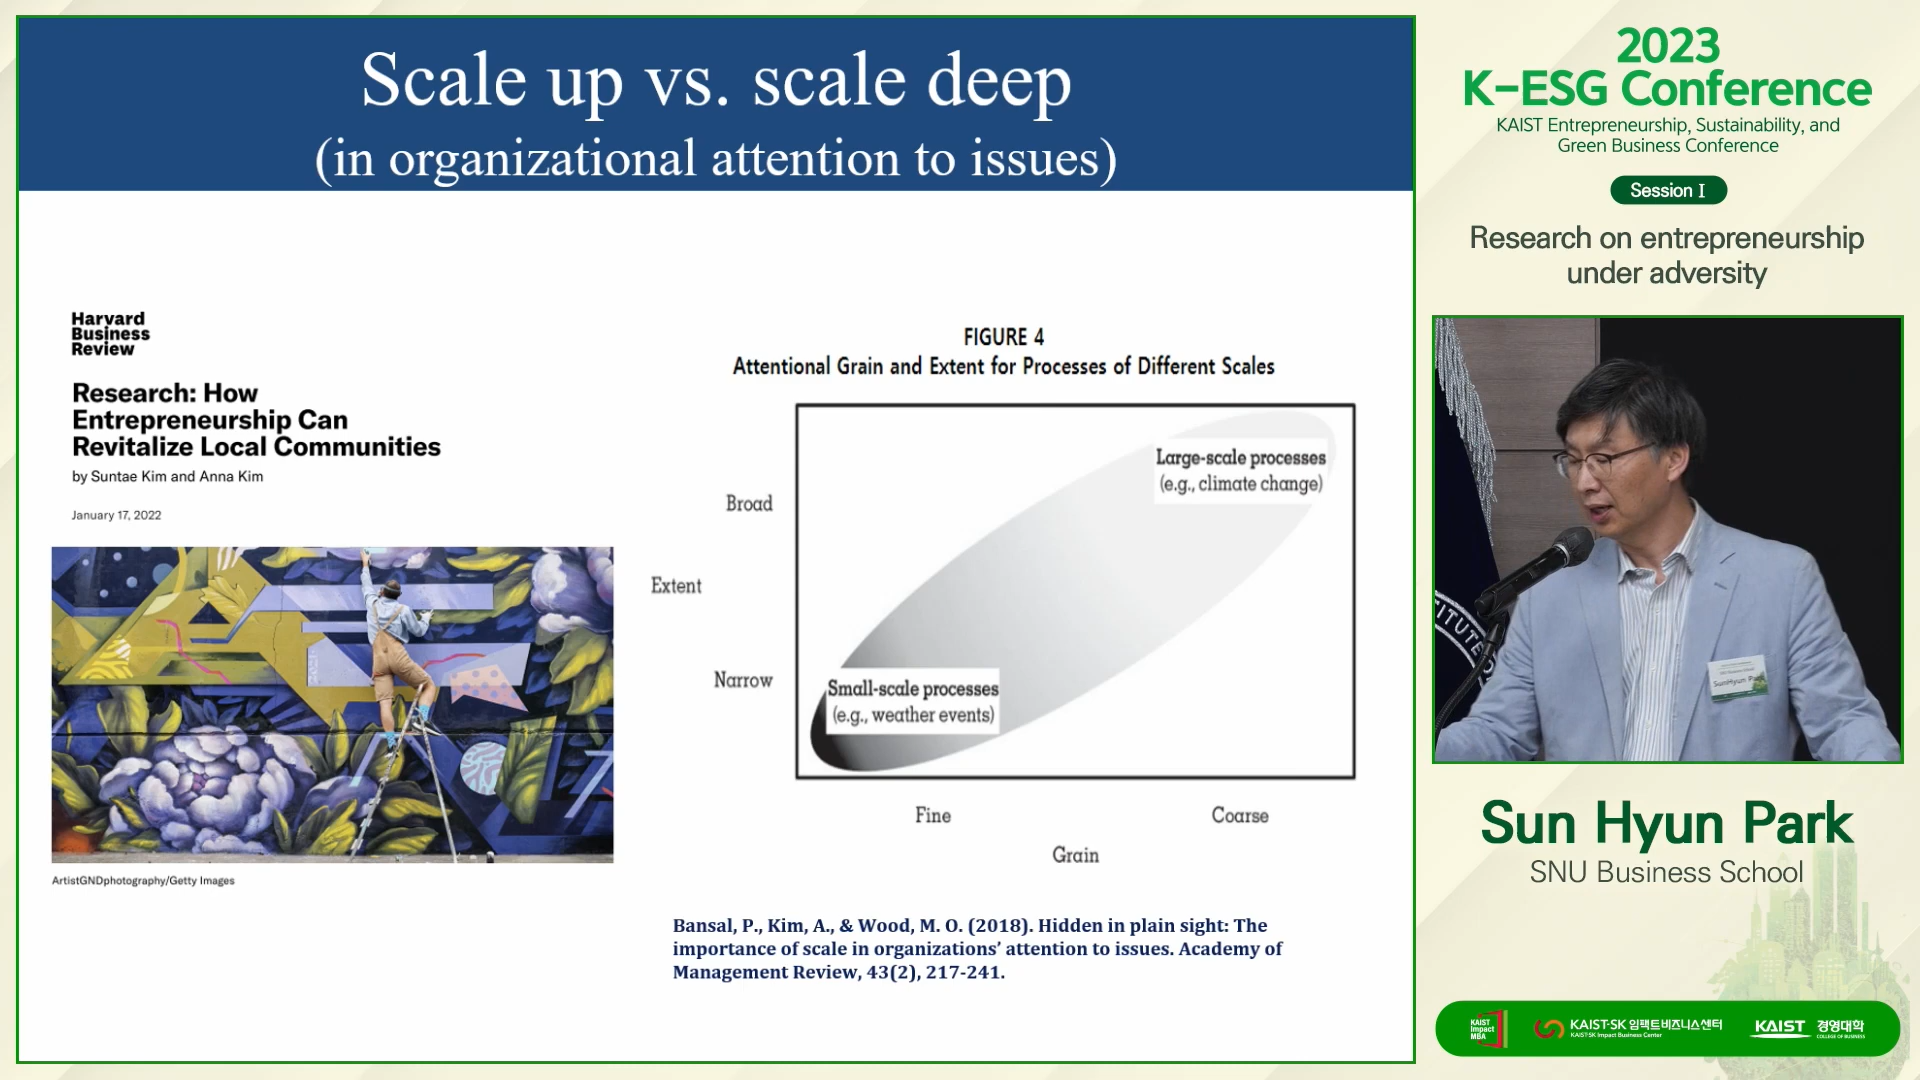 Scale up vs. scale deep
(in organizational attention to issues)
Harvard
Business
Review
Research: How
Entrepreneurship Can
Revitalize Local Communities
by Suntae Kim and Anna Kim
January 17, 2022
ArtistGNDphotography/Getty Images
FIGURE 4
Attentional Grain and Extent for Processes of Different Scales
Large-scale processes
(e.g., climate change)
Broad
Extent
Narrow
Small-scale processes
(e.g., weather events)
Fine
Coarse
Grain
Bansal, P., Kim, A., & Wood, M. O. (2018). Hidden in plain sight: The
importance of scale in organizations’ attention to issues. Academy of
Management Review, 43(2), 217-241.
2023
K-ESG Conference
KAIST Entrepreneurship, Sustainability, and
Green Business Conference
Session I
Research on entrepreneurship
under adversity
SunHyun
Sun Hyun Park
SNU Business School
KAIST
Impact
MBA
KAIST-SK 임팩트비즈니스센터
KAIST-SK Impact Business Center
KAIST 경영대학
COLLEGE OF BUSINESS